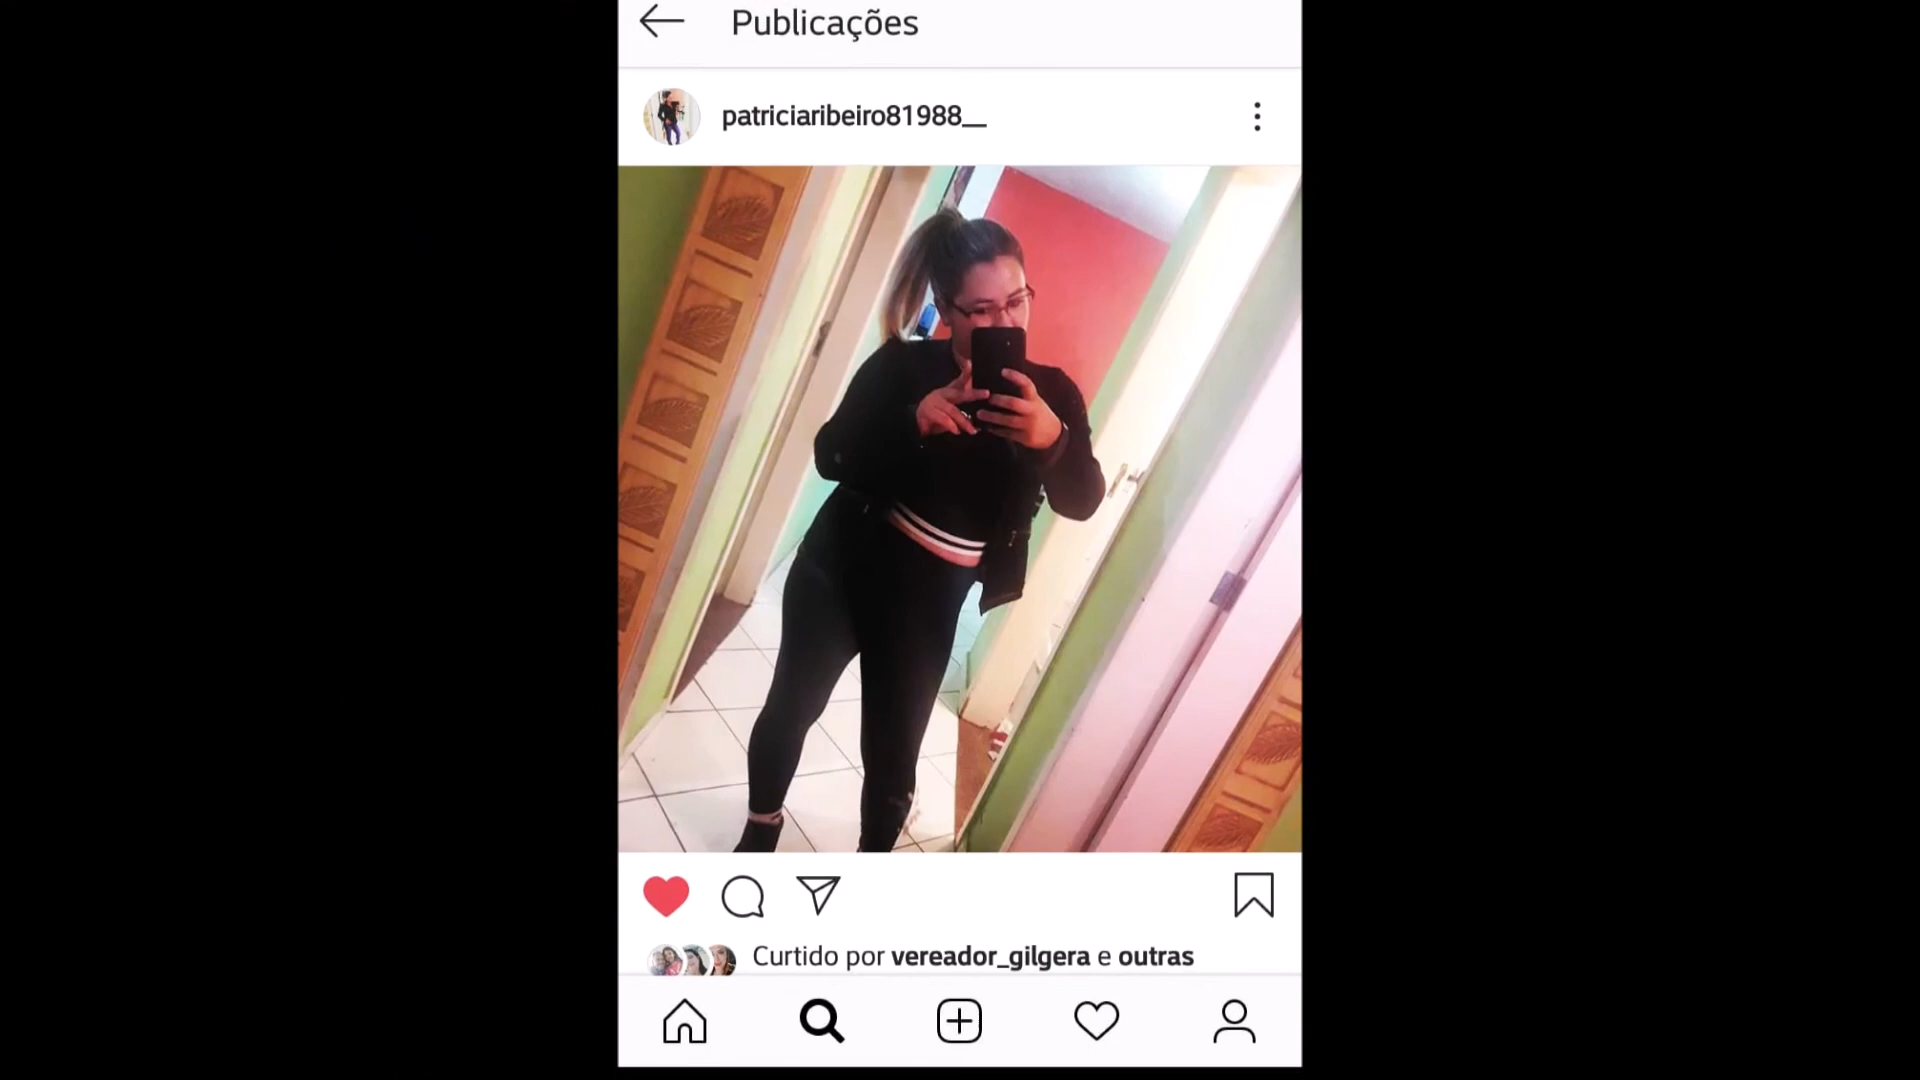 Publicações
patriciaribeiro81988__
Curtido por vereador_gilgera e outras